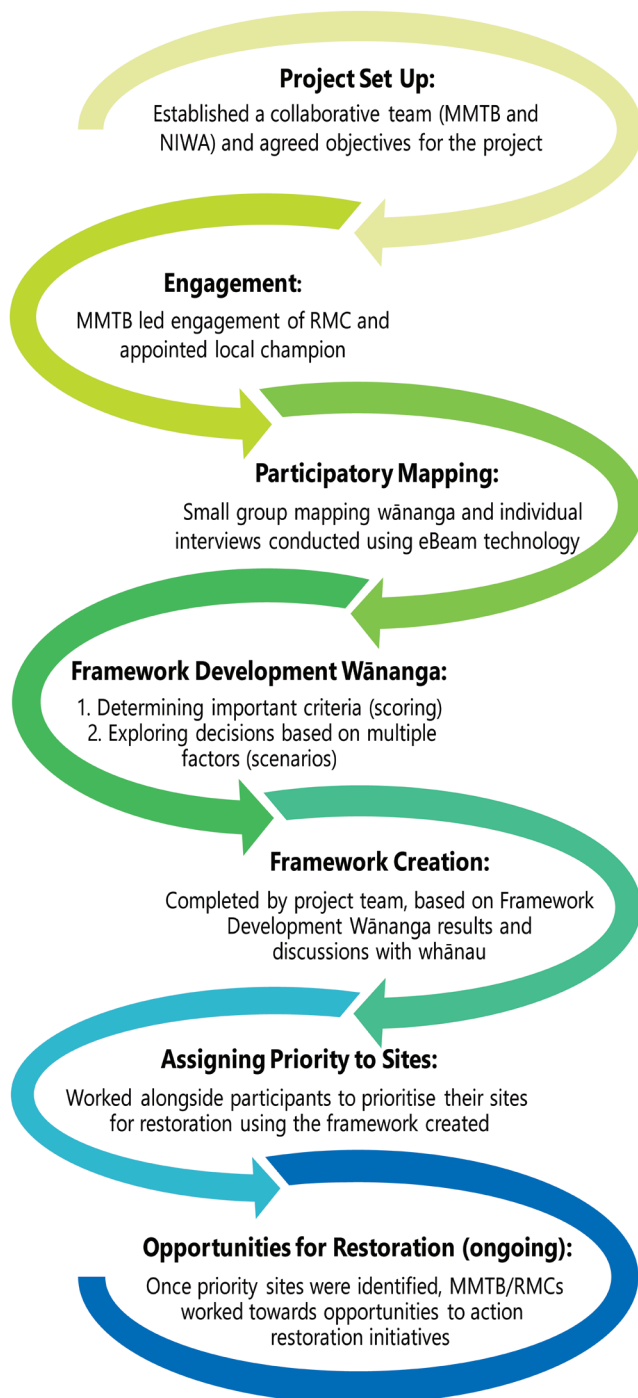 Project Set Up:
Established a collaborative team (MMTB and
NIWA) and agreed objectives for the project
Engagement:
MMTB led engagement of RMC and
appointed local champion
Participatory Mapping:
Small group mapping wānanga and individual
interviews conducted using eBeam technology
Framework Development Wānanga:
1. Determining important criteria (scoring)
2. Exploring decisions based on multiple
factors (scenarios)
Framework Creation:
Completed by project team, based on Framework
Development Wānanga results and
discussions with whānau
Assigning Priority to Sites:
Worked alongside participants to prioritise their sites
for restoration using the framework created
Opportunities for Restoration (ongoing):
Once priority sites were identified, MMTB/RMCs
worked towards opportunities to action
restoration initiatives